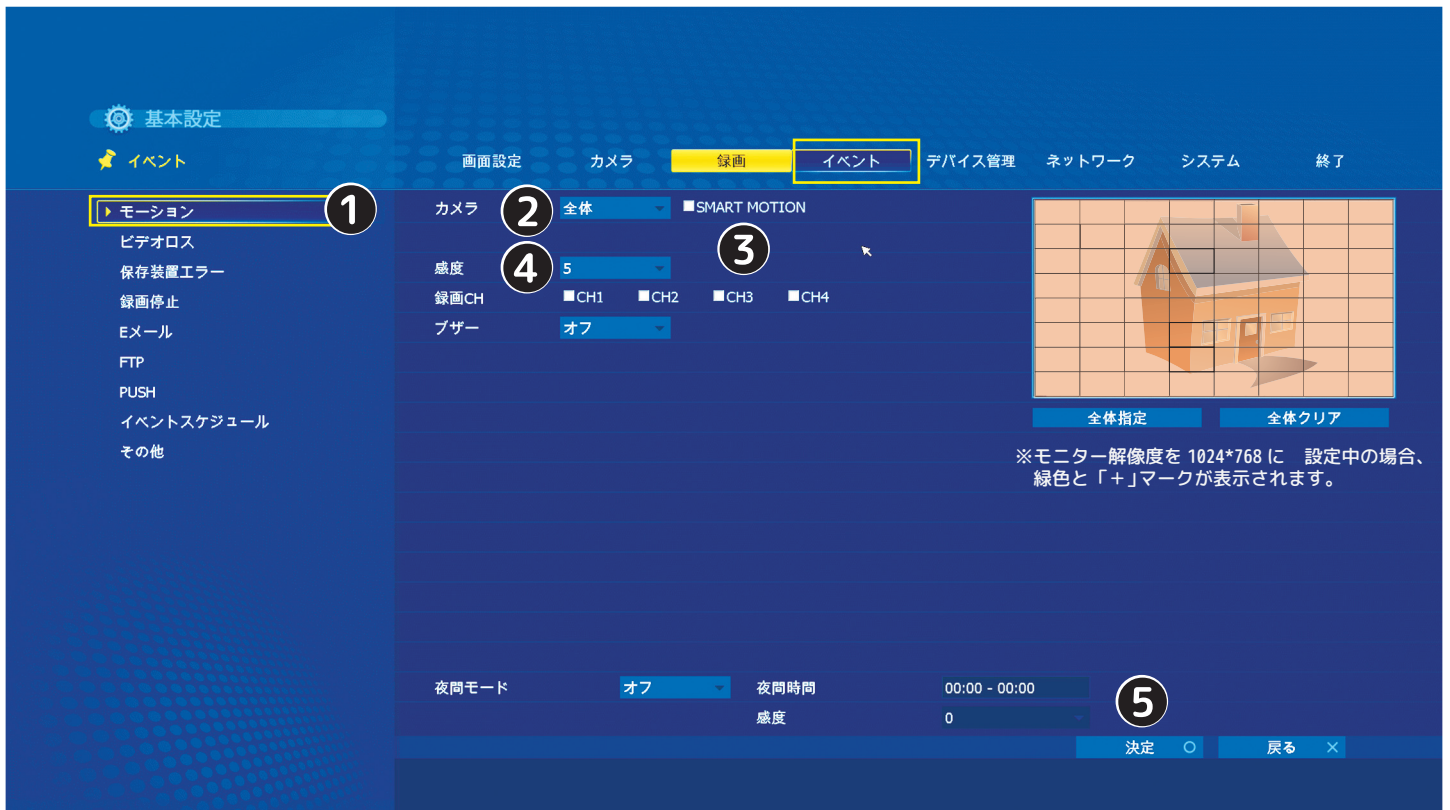 基本設定
イベント
画面設定 カメラ 録画 イベント デバイス管理 ネットワーク システム 終了
モーション
1
ビデオロス
保存装置エラー
録画停止
Eメール
FTP
PUSH
イベントスケジュール
その他
カメラ 2 全体 SMART MOTION
3
感度 4 5
録画CH CH1 CH2 CH3 CH4
ブザー オフ
全体指定 全体クリア
※モニター解像度を 1024*768 に 設定中の場合、
緑色と「+」マークが表示されます。
夜間モード オフ 夜間時間 00:00 - 00:00
5
感度 0
決定 ○ 戻る ×